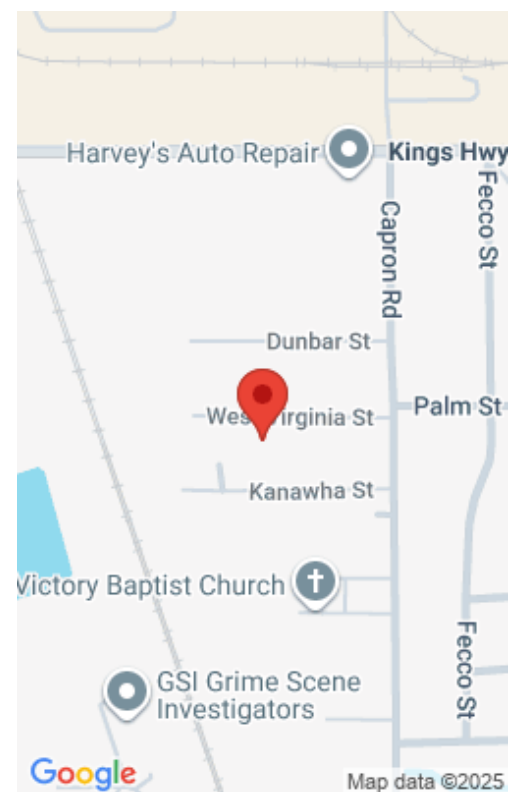 Harvey's Auto Repair
Kings Hwy
Fecco St
Capron Rd
Dunbar St
West Virginia St
Palm St
Kanawha St
Victory Baptist Church
GSI Grime Scene
Investigators
Fecco St
Google
Map data ©2025